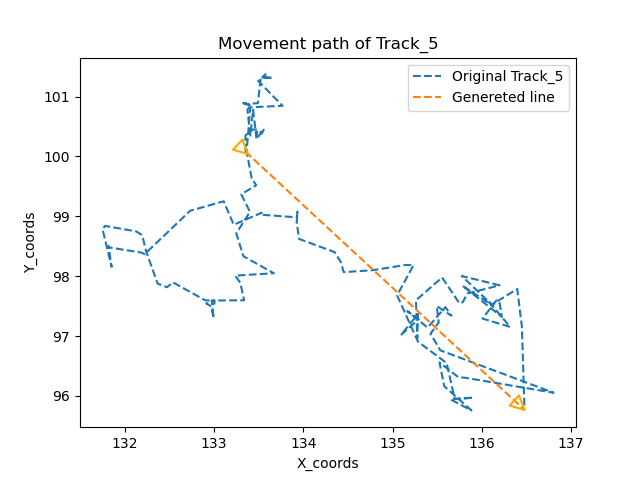 Movement path of Track_5
Original Track_5
Genereted line
101
100
99
98
97
96
Y_coords
132
133
134
135
136
137
X_coords